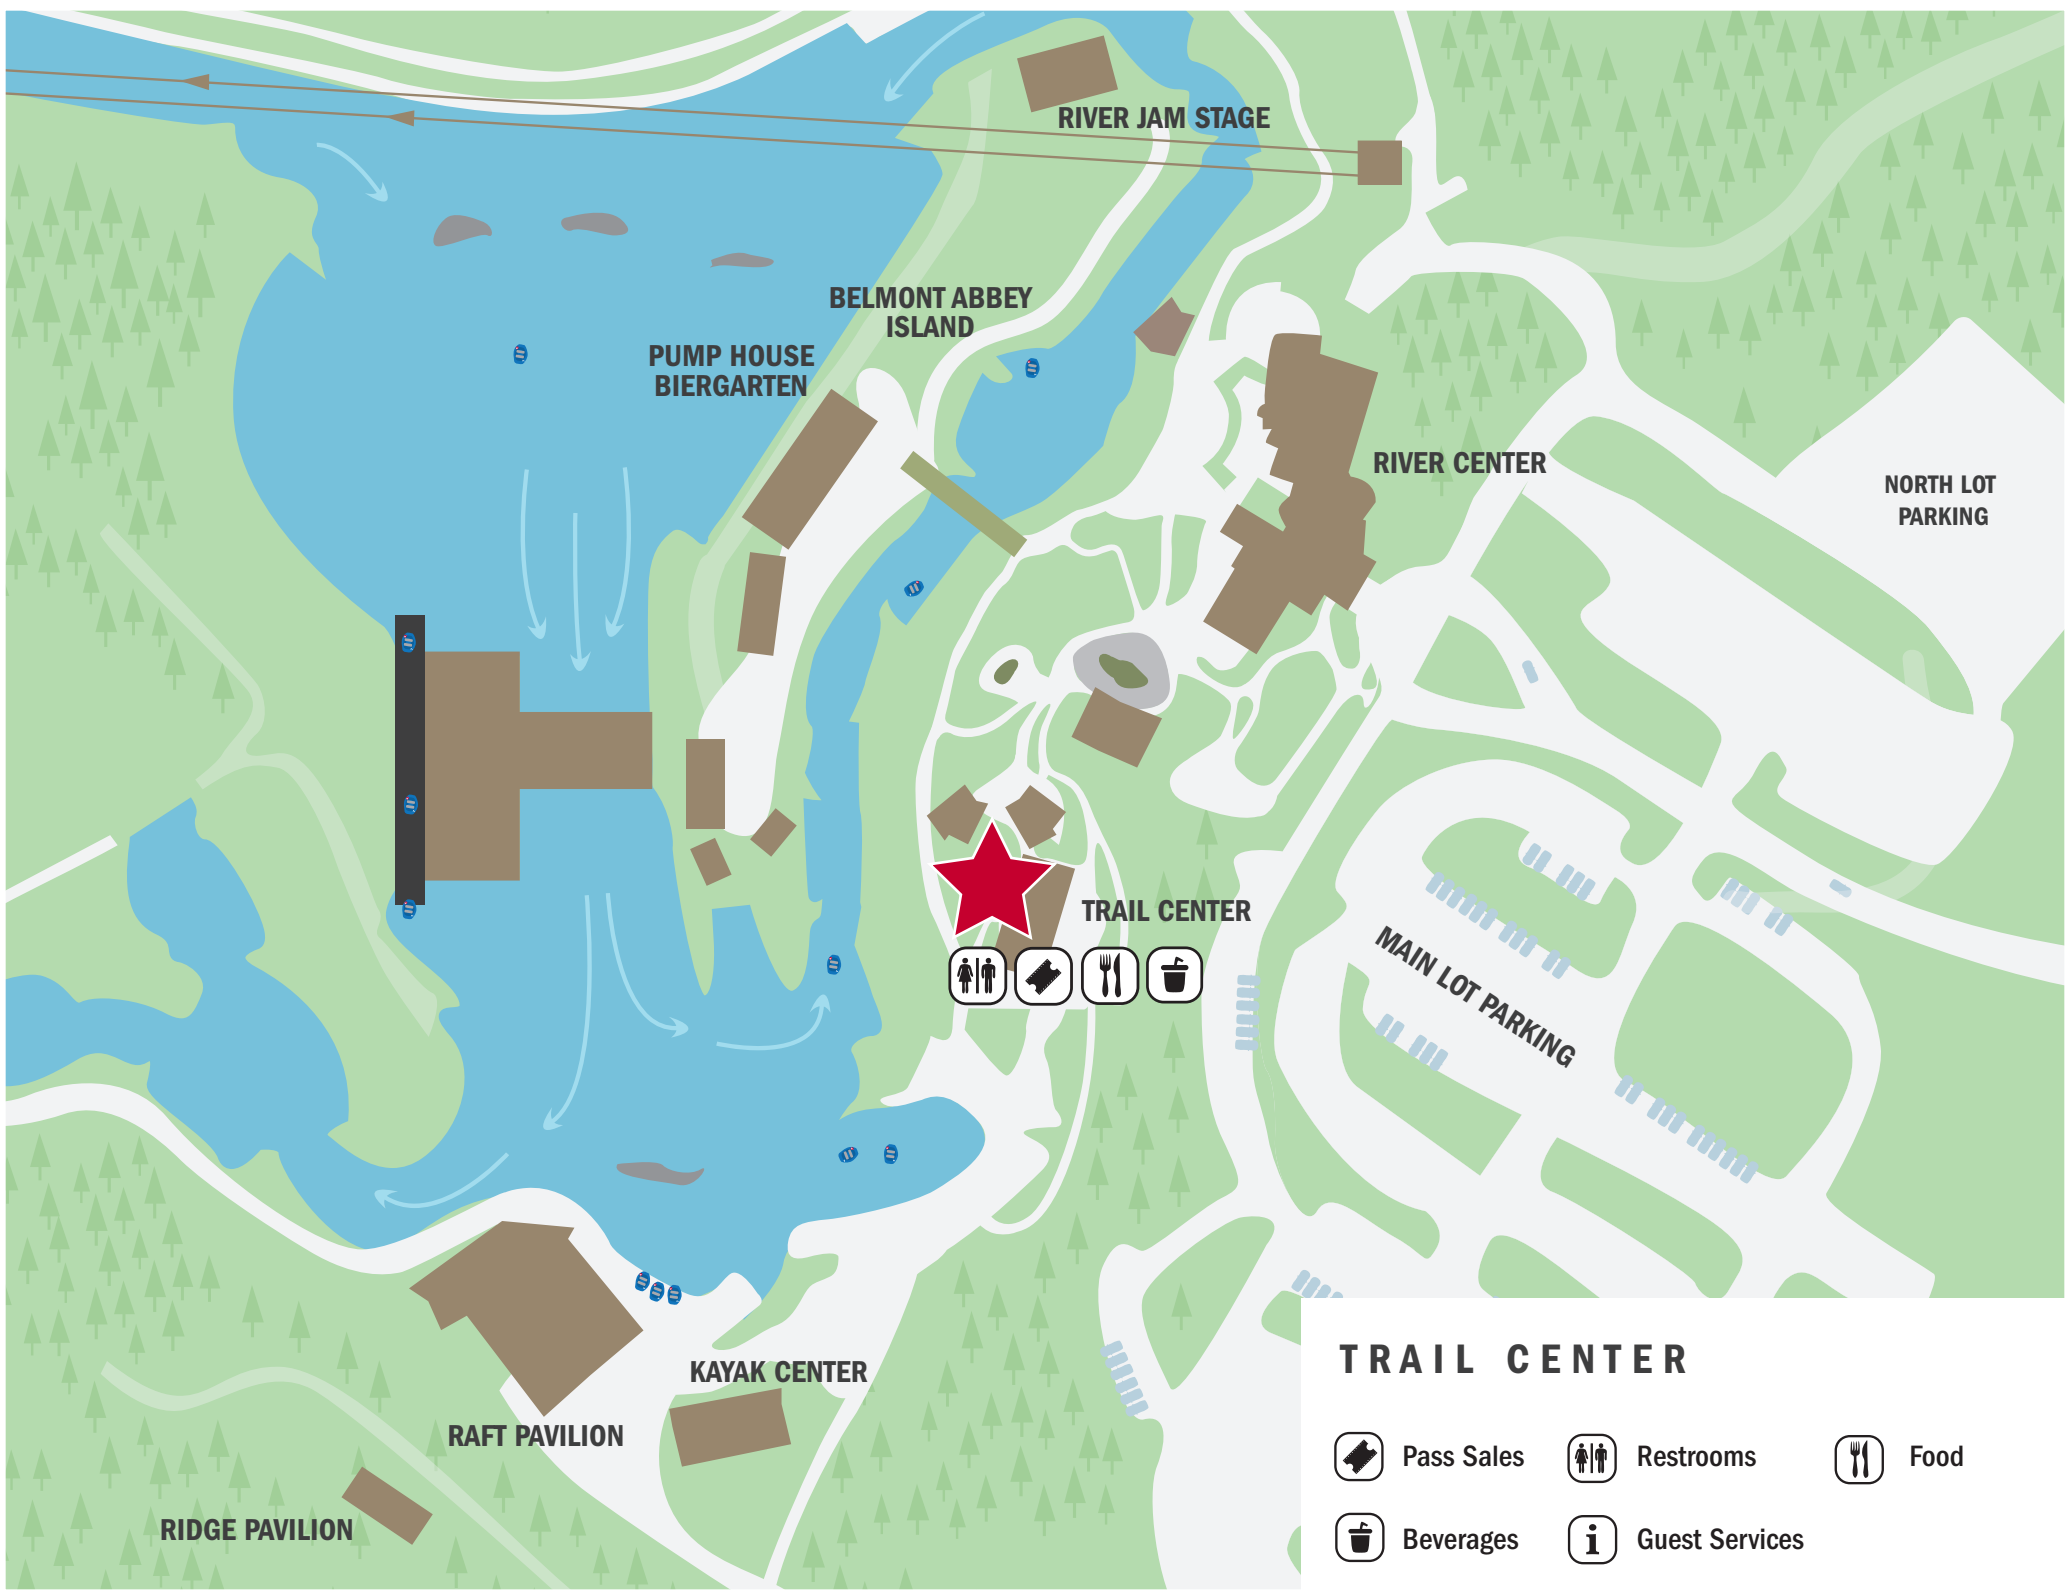 RIVER JAM STAGE
BELMONT ABBEY
ISLAND
PUMP HOUSE
BIERGARTEN
RIVER CENTER
NORTH LOT
PARKING
TRAIL CENTER
MAIN LOT PARKING
KAYAK CENTER
RAFT PAVILION
RIDGE PAVILION
TRAIL CENTER
Pass Sales
Restrooms
Food
Beverages
i Guest Services